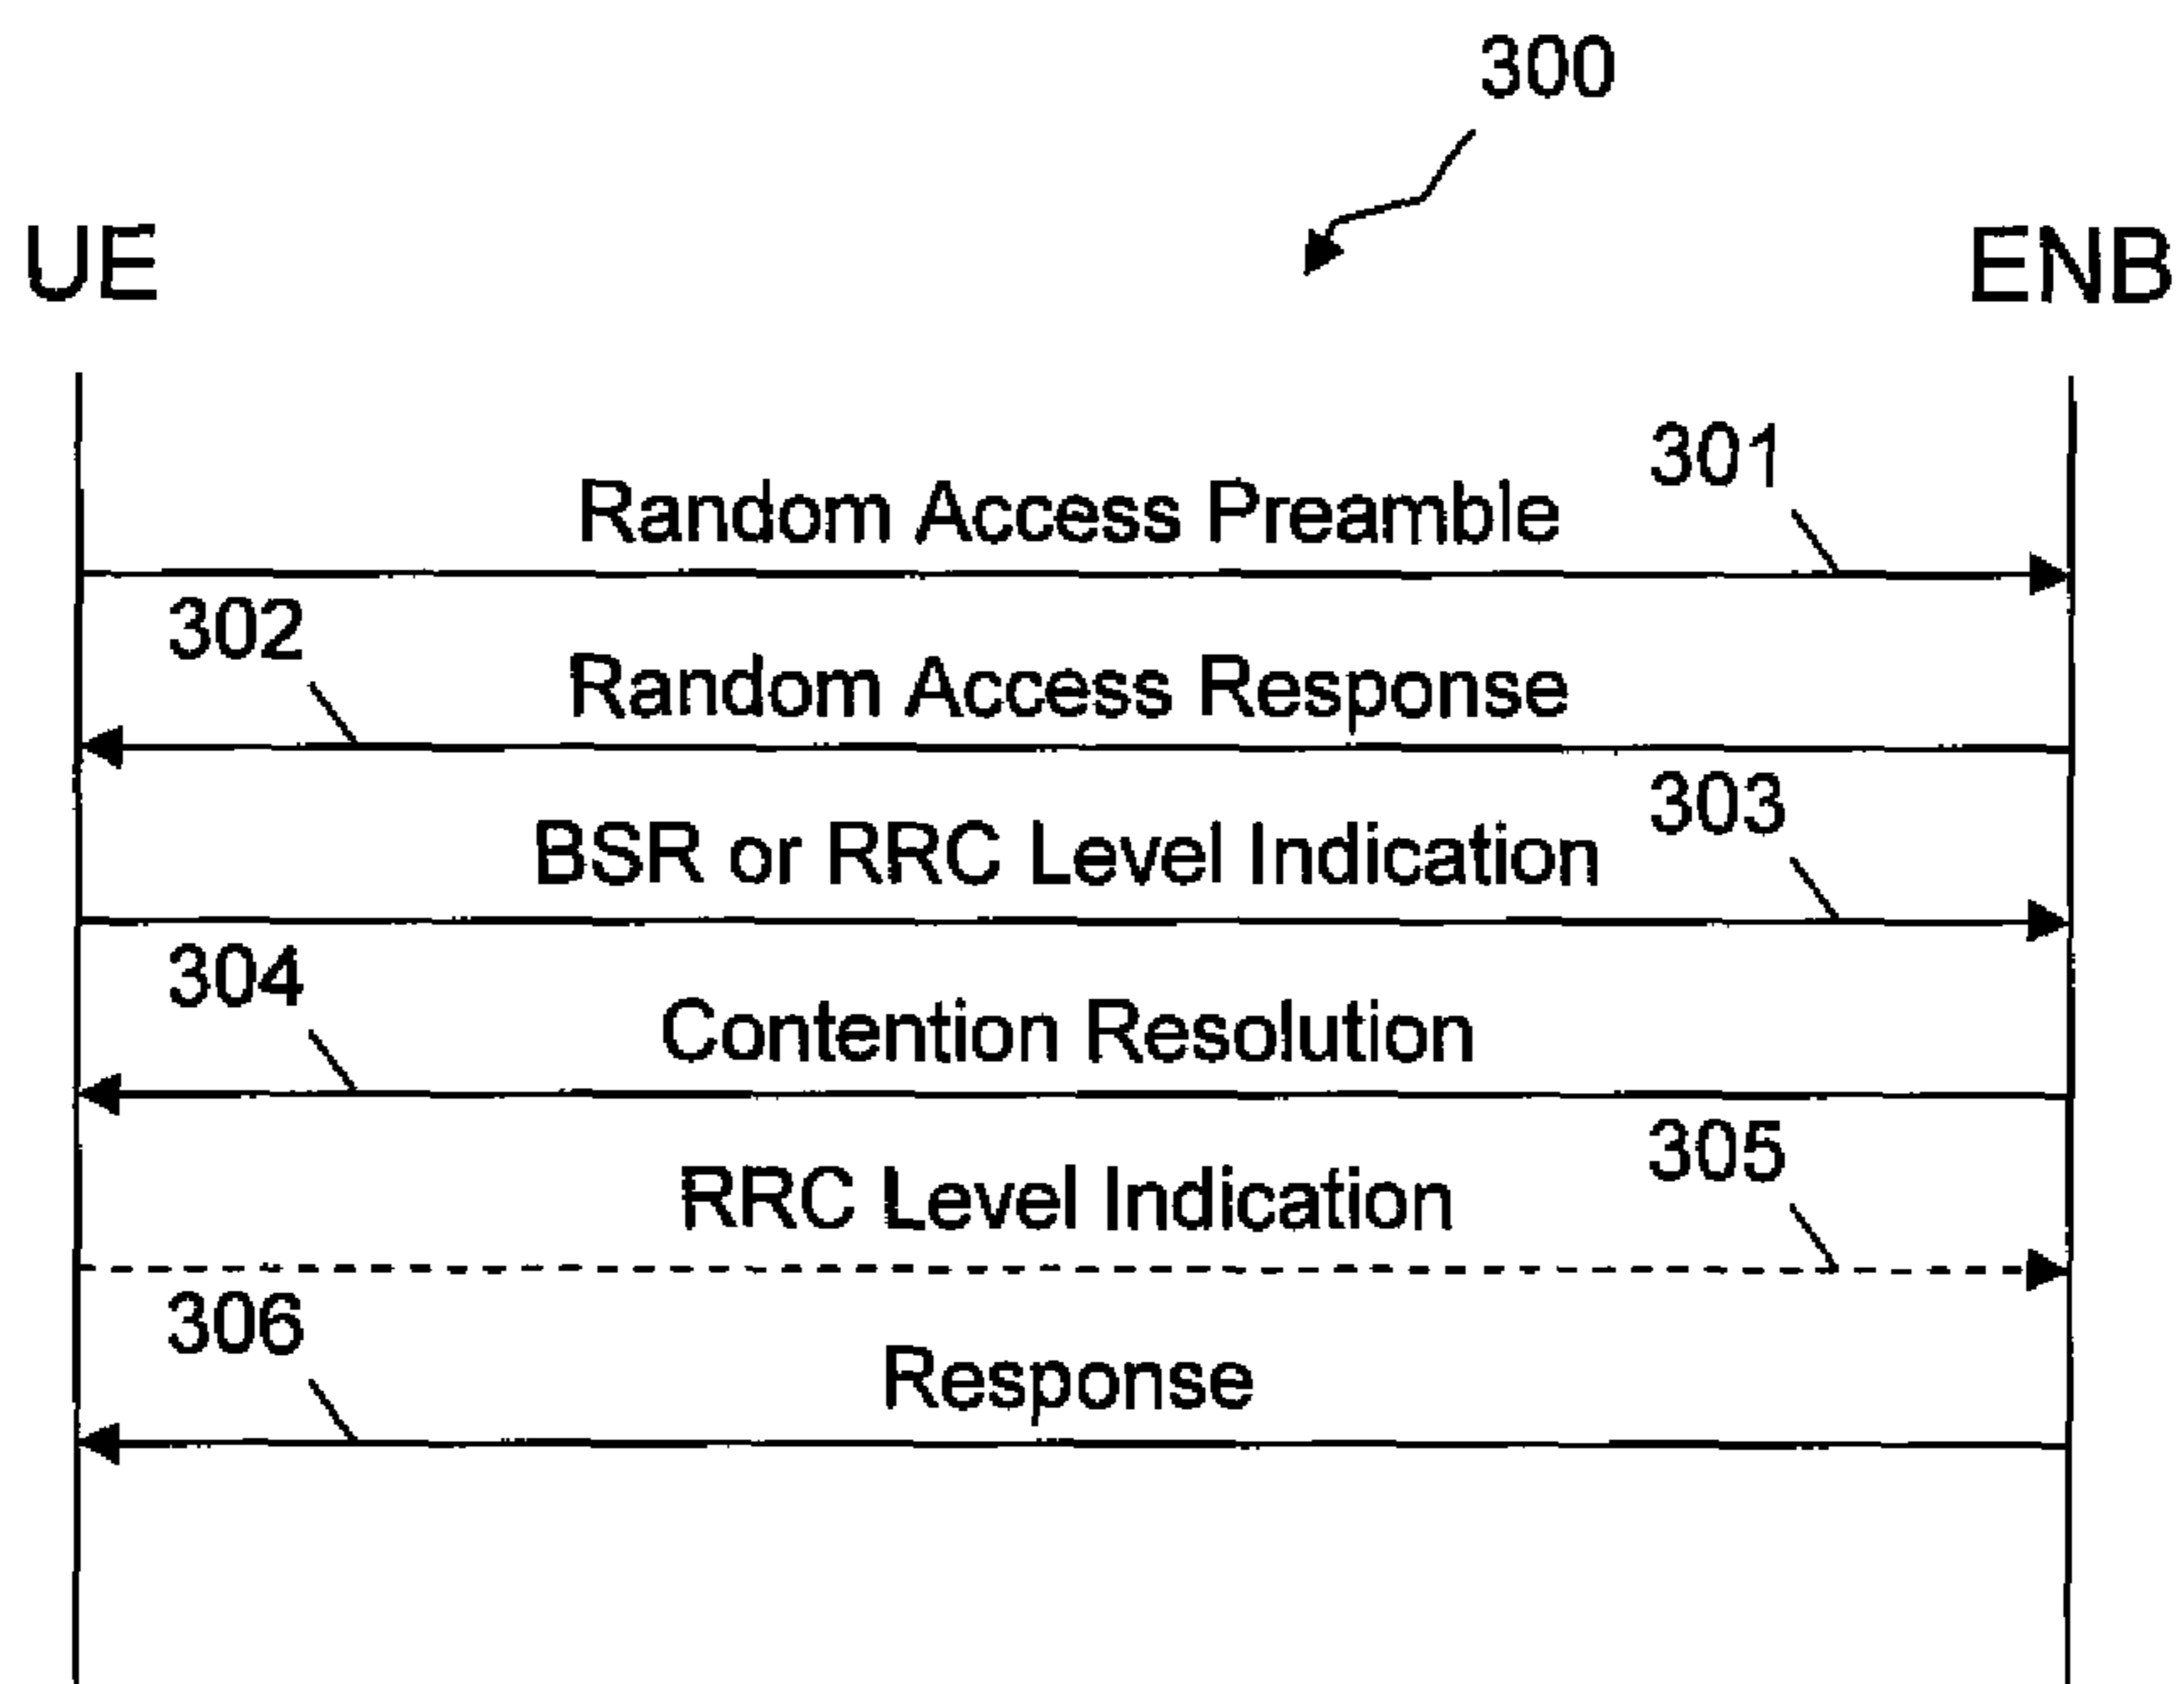 300
UE
ENB
301
Random Access Preamble
302
Random Access Response
303
BSR or RRC Level Indication
304
Contention Resolution
305
RRC Level Indication
306
Response